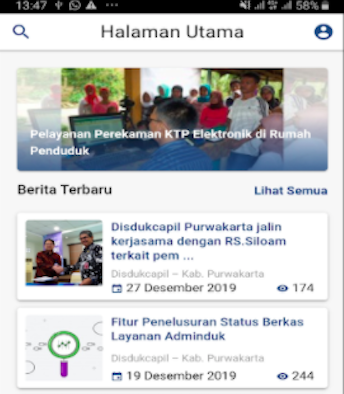 13:47
58%
Halaman Utama
Pelayanan Perekaman KTP Elektronik di Rumah
Penduduk
Berita Terbaru
Lihat Semua
Disdukcapil Purwakarta jalin
kerjasama dengan RS.Siloam
terkait pem ...
Disdukcapil – Kab. Purwakarta
27 Desember 2019
174
Fitur Penelusuran Status Berkas
Layanan Adminduk
Disdukcapil – Kab. Purwakarta
19 Desember 2019
244